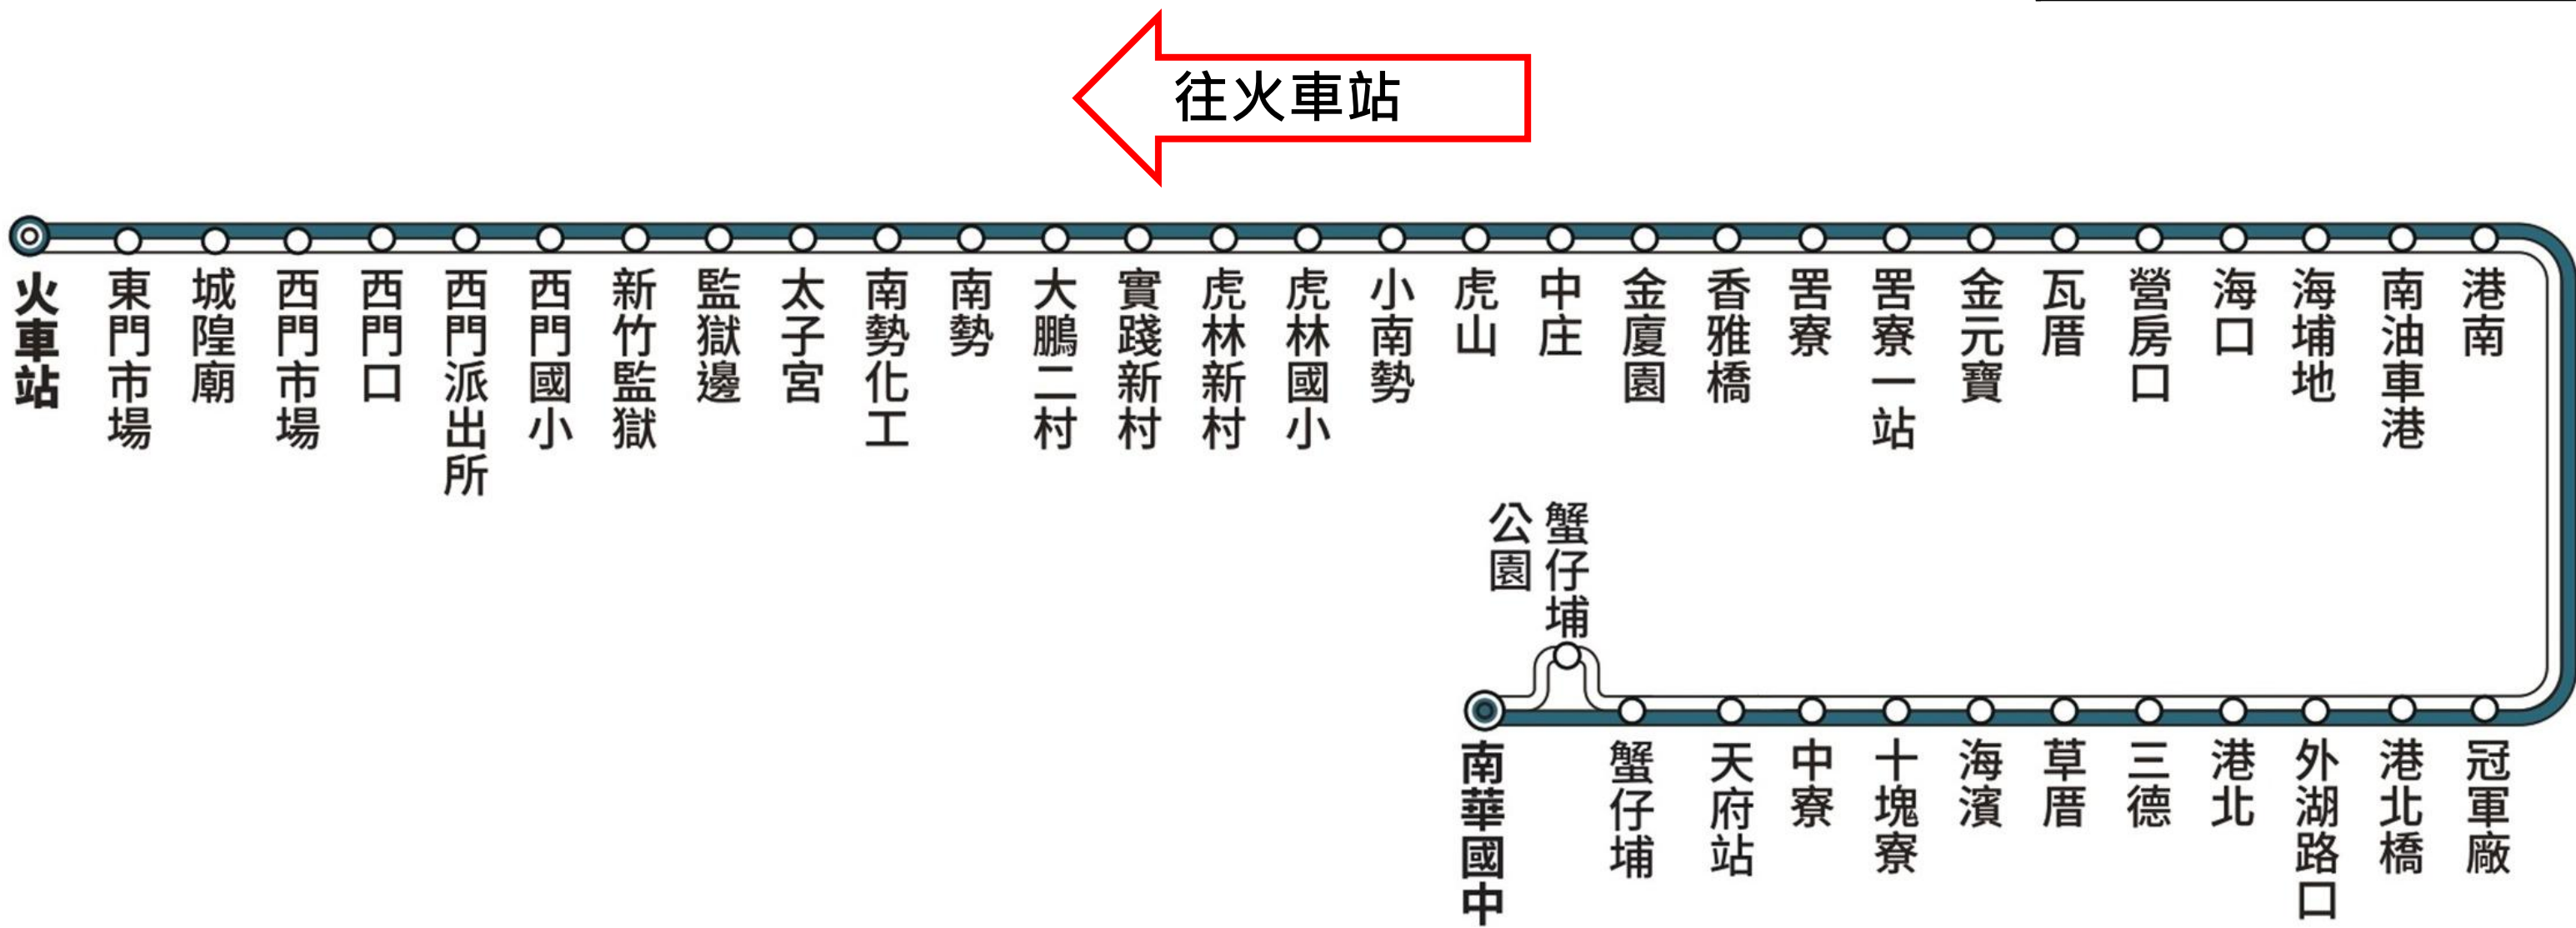 往火車站
火車站
東門市場
城隍廟
西門市場
西門口
西門派出所
西門國小
新竹監獄
監獄邊
太子宮
南勢化工
南勢
大鵬二村
實踐新村
虎林新村
虎林國小
小南勢
虎山
中庄
金廈園
香雅橋
罟寮
罟寮一站
金元寶
瓦厝
營房口
海口
海埔地
南油車港
港南
蟹仔埔
公園
南華國中
蟹仔埔
天府站
中寮
十塊寮
海濱
草厝
三德
港北
外湖路口
港北橋
冠軍廠